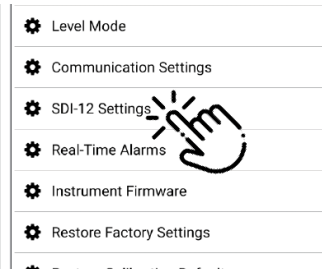 Level Mode
Communication Settings
SDI-12 Settings
Real-Time Alarms
Instrument Firmware
Restore Factory Settings